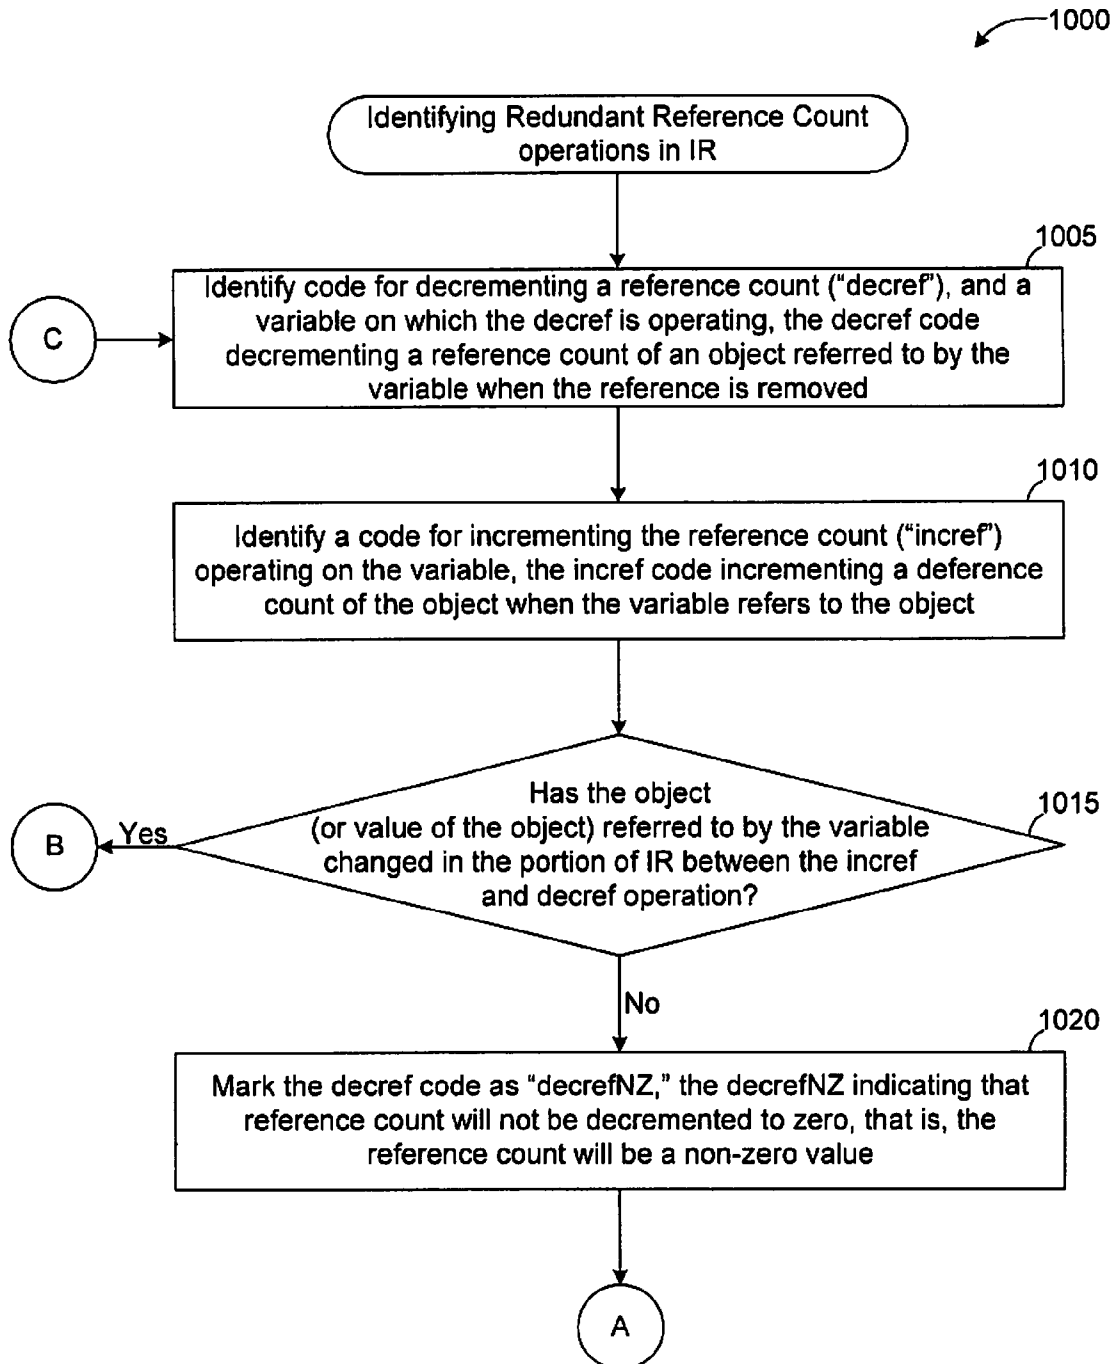 1000
Identifying Redundant Reference Count
operations in IR
1005
Identify code for decrementing a reference count (“decref”), and a
variable on which the decref is operating, the decref code
decrementing a reference count of an object referred to by the
variable when the reference is removed
C
1010
Identify a code for incrementing the reference count (“incref”)
operating on the variable, the incref code incrementing a deference
count of the object when the variable refers to the object
Has the object
(or value of the object) referred to by the variable
changed in the portion of IR between the incref
and decref operation?
1015
B
Yes
No
1020
Mark the decref code as “decrefNZ,” the decrefNZ indicating that
reference count will not be decremented to zero, that is, the
reference count will be a non-zero value
A